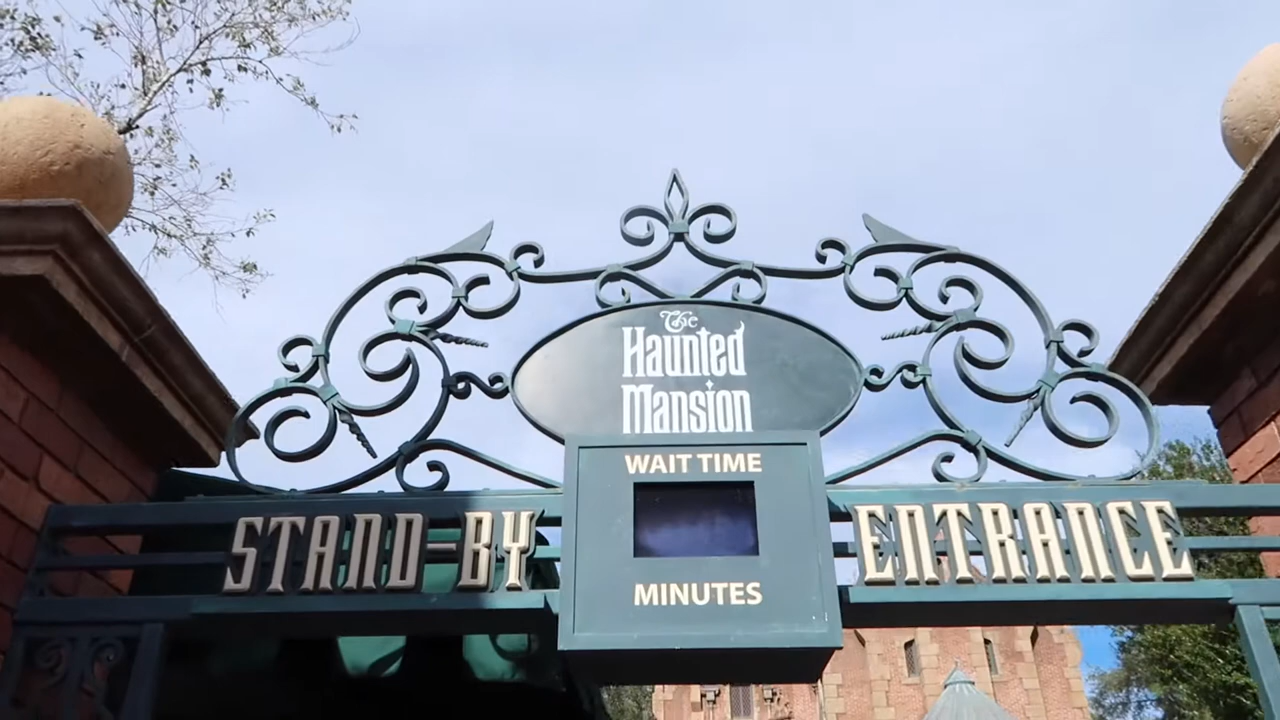 The
Haunted
Mansion
WAIT TIME
STAND-BY ENTRANCE
MINUTES